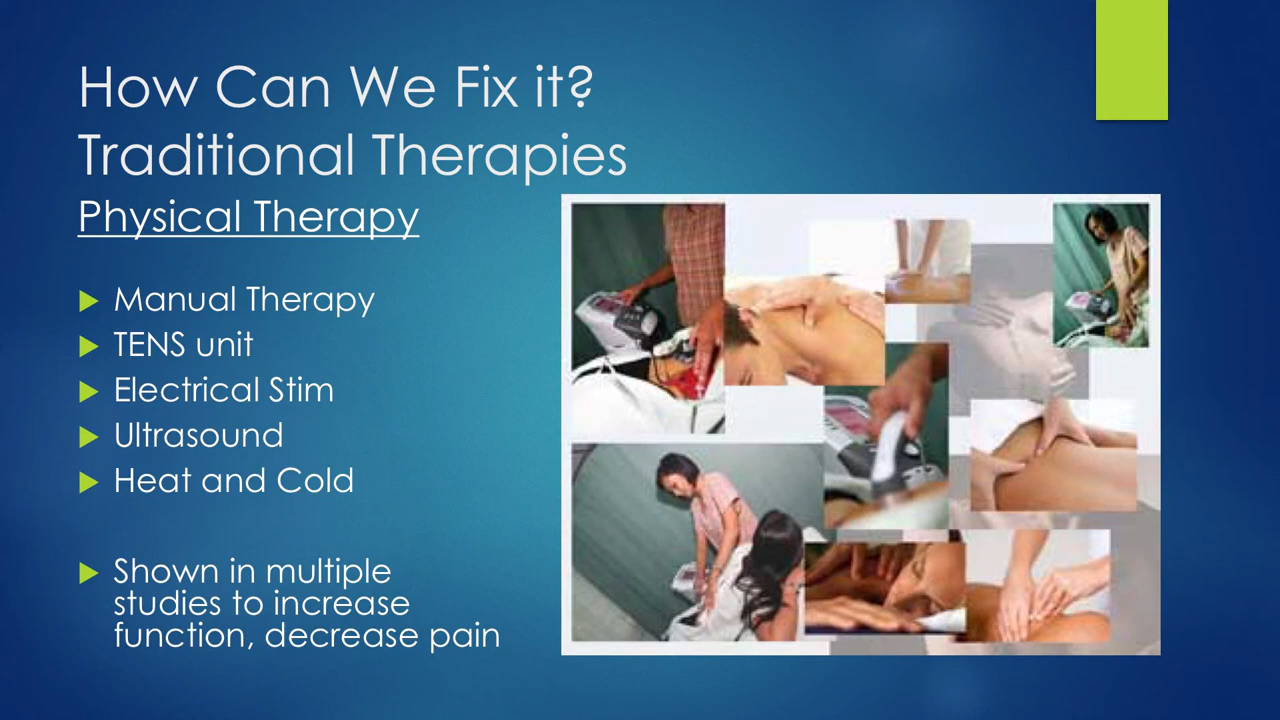 How Can We Fix it?
Traditional Therapies
Physical Therapy
Manual Therapy
TENS unit
Electrical Stim
Ultrasound
Heat and Cold
Shown in multiple
studies to increase
function, decrease pain